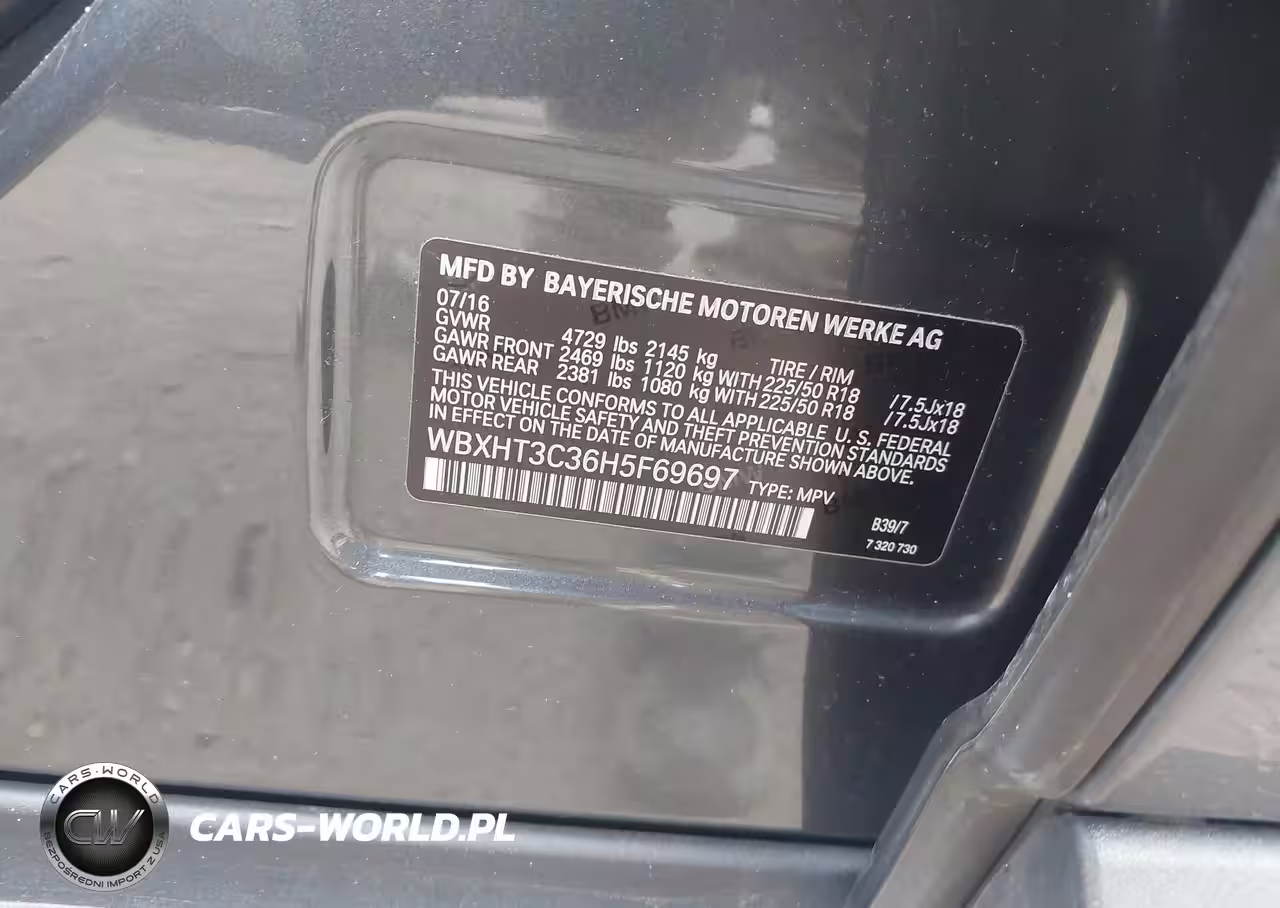 MFD BY BAYERISCHE MOTOREN WERKE AG
07/16
GVWR 4729 lbs 2145 kg TIRE / RIM
GAWR FRONT 2469 lbs 1120 kg WITH 225/50 R18 /7.5Jx18
GAWR REAR 2381 lbs 1080 kg WITH 225/50 R18 /7.5Jx18
THIS VEHICLE CONFORMS TO ALL APPLICABLE U. S. FEDERAL
MOTOR VEHICLE SAFETY AND THEFT PREVENTION STANDARDS
IN EFFECT ON THE DATE OF MANUFACTURE SHOWN ABOVE.
WBXHT3C36H5F69697 TYPE: MPV
B39/7
7 320 730
CARS-WORLD
CW
BEZPOŚREDNI IMPORT Z USA
CARS-WORLD.PL